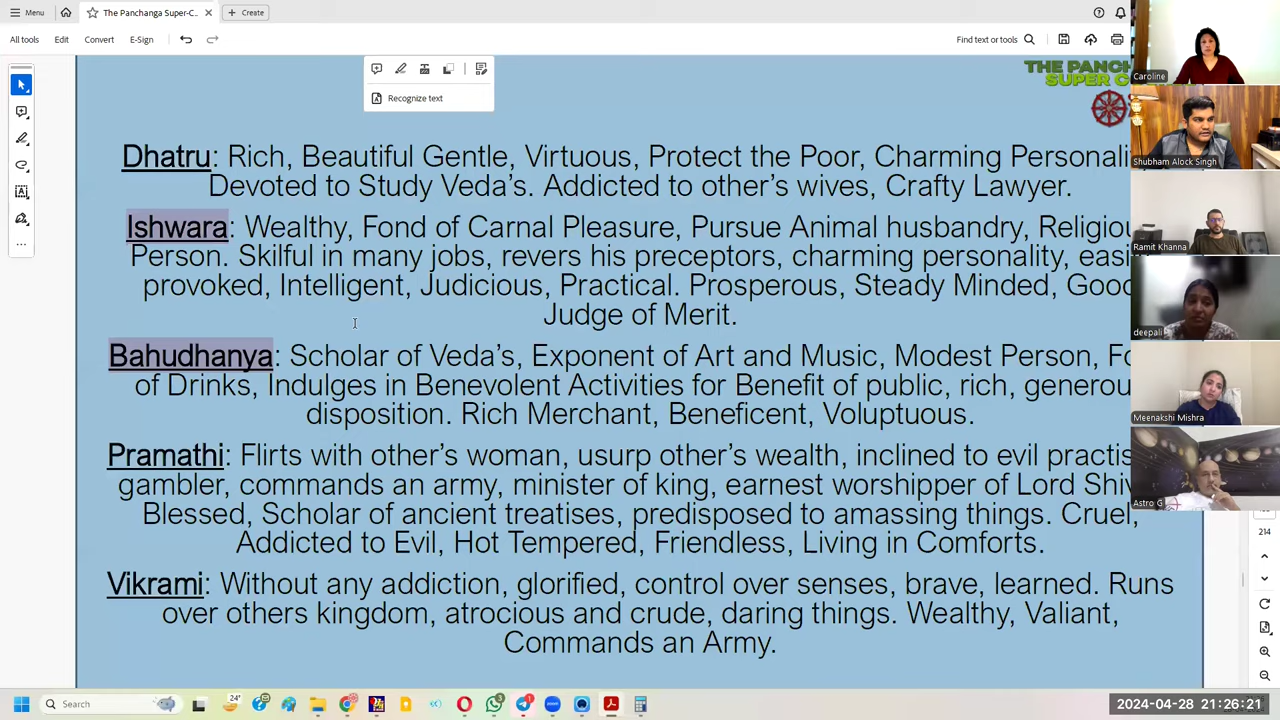 Menu
The Panchanga Super-C...
Create
All tools
Edit
Convert
E-Sign
Find text or tools
Recognize text
THE PANCH
SUPER C
Dhatru: Rich, Beautiful Gentle, Virtuous, Protect the Poor, Charming Personali
Devoted to Study Veda's. Addicted to other's wives, Crafty Lawyer.
Ishwara: Wealthy, Fond of Carnal Pleasure, Pursue Animal husbandry, Religiou
Person. Skilful in many jobs, revers his preceptors, charming personality, easi
provoked, Intelligent, Judicious, Practical. Prosperous, Steady Minded, Good
Judge of Merit.
Bahudhanya: Scholar of Veda's, Exponent of Art and Music, Modest Person, Fo
of Drinks, Indulges in Benevolent Activities for Benefit of public, rich, generou
disposition. Rich Merchant, Beneficent, Voluptuous.
Pramathi: Flirts with other's woman, usurp other's wealth, inclined to evil practis
gambler, commands an army, minister of king, earnest worshipper of Lord Shiv
Blessed, Scholar of ancient treatises, predisposed to amassing things. Cruel,
Addicted to Evil, Hot Tempered, Friendless, Living in Comforts.
Vikrami: Without any addiction, glorified, control over senses, brave, learned. Runs
over others kingdom, atrocious and crude, daring things. Wealthy, Valiant,
Commands an Army.
Caroline
Shubham Alock Singh
Ramit Khanna
deepali
Meenakshi Mishra
Astro G
214
Search
24°
3
1
2024-04-28 21:26:21